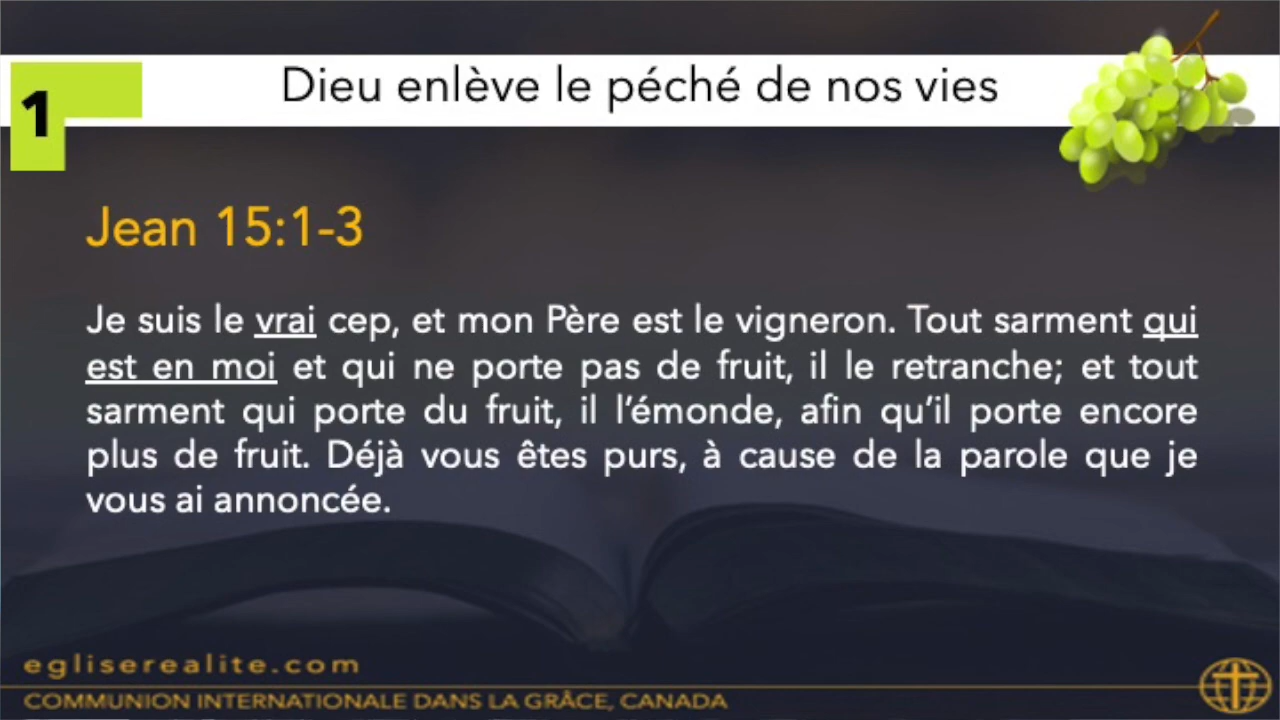 1
Dieu enlève le péché de nos vies
Jean 15:1-3
Je suis le vrai cep, et mon Père est le vigneron. Tout sarment qui
est en moi et qui ne porte pas de fruit, il le retranche; et tout
sarment qui porte du fruit, il l’émonde, afin qu’il porte encore
plus de fruit. Déjà vous êtes purs, à cause de la parole que je
vous ai annoncée.
egliserealite.com
COMMUNION INTERNATIONALE DANS LA GRÂCE, CANADA